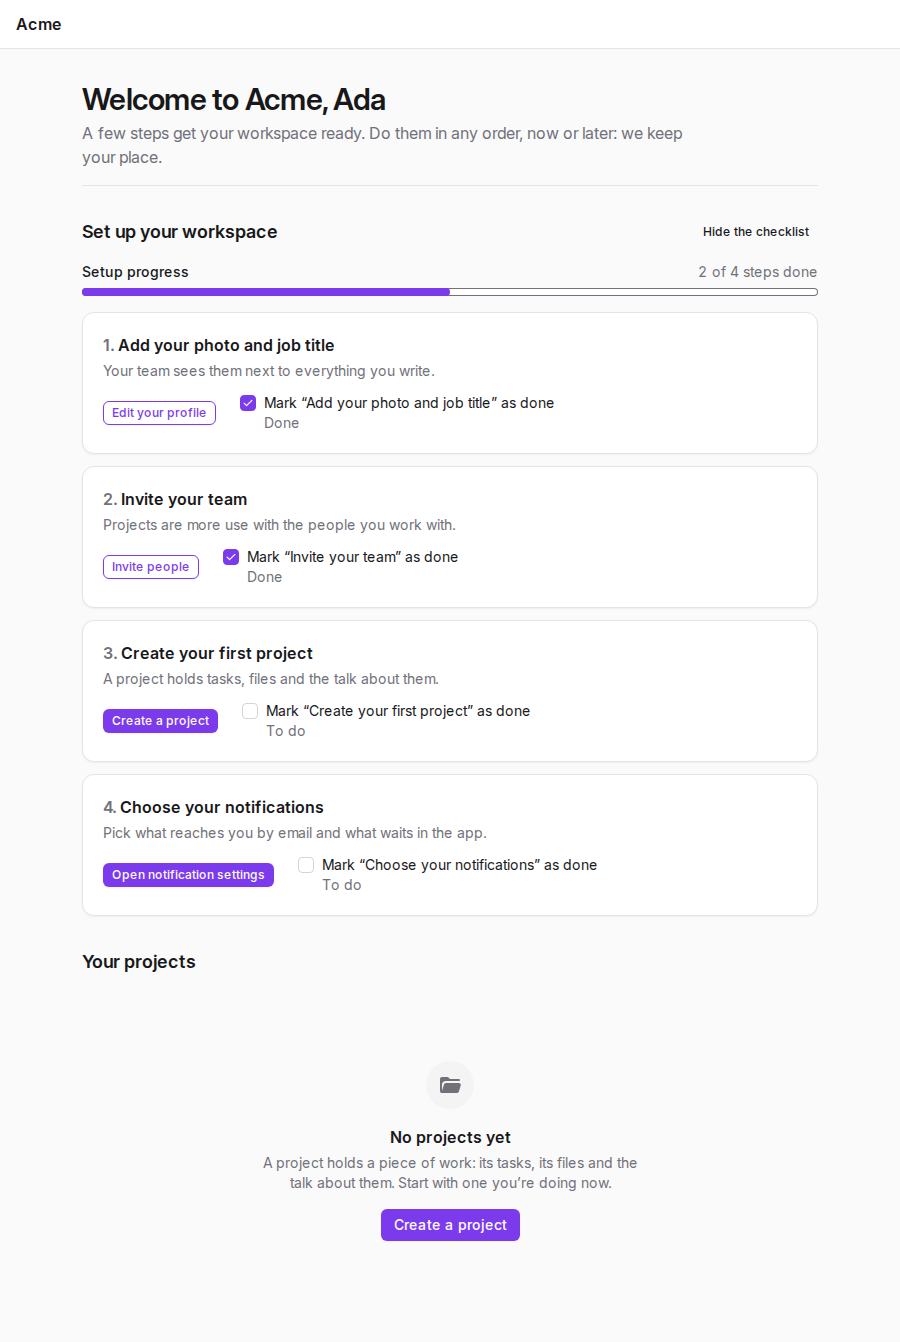 Acme
Welcome to Acme, Ada
A few steps get your workspace ready. Do them in any order, now or later: we keep
your place.
Set up your workspace
Hide the checklist
Setup progress
2 of 4 steps done
1. Add your photo and job title
Your team sees them next to everything you write.
Edit your profile
Mark “Add your photo and job title” as done
Done
2. Invite your team
Projects are more use with the people you work with.
Invite people
Mark “Invite your team” as done
Done
3. Create your first project
A project holds tasks, files and the talk about them.
Create a project
Mark “Create your first project” as done
To do
4. Choose your notifications
Pick what reaches you by email and what waits in the app.
Open notification settings
Mark “Choose your notifications” as done
To do
Your projects
No projects yet
A project holds a piece of work: its tasks, its files and the
talk about them. Start with one you’re doing now.
Create a project